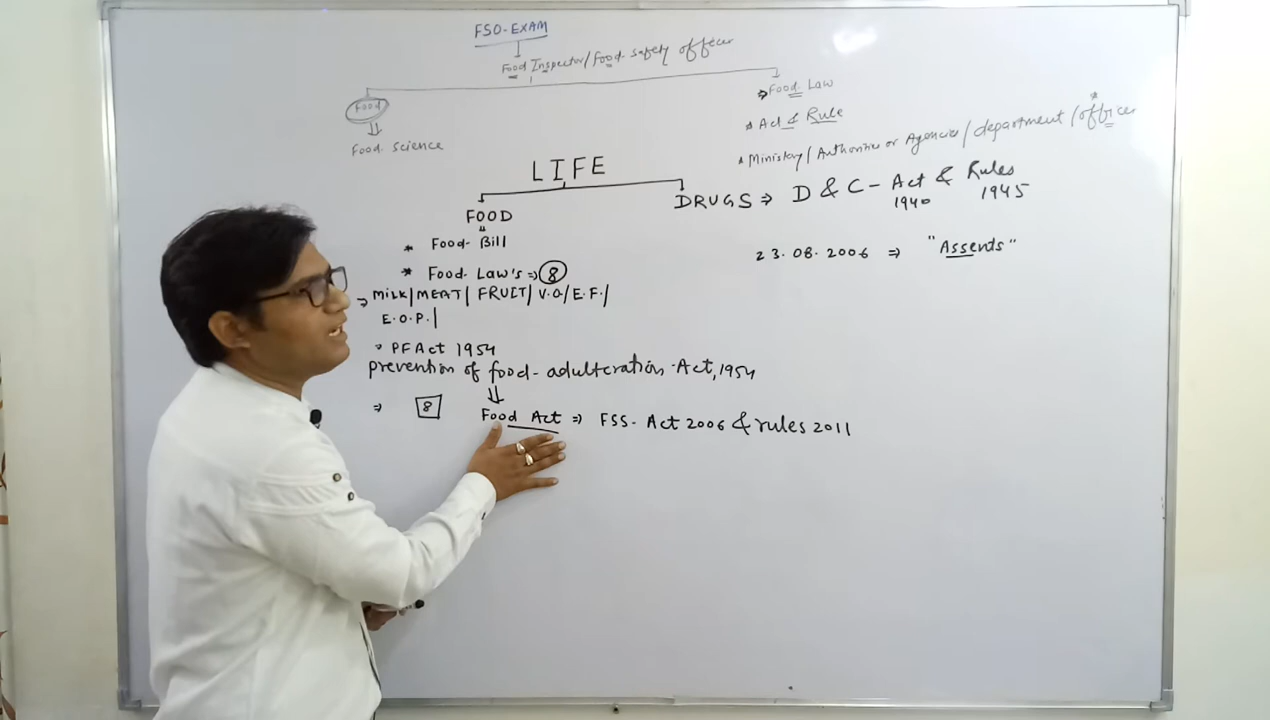 FSO-EXAM
Food Inspector/Food Safety officer
Food
Food Science
⇒Food Law
* Act & Rule
* Ministry/Authorities or Agencies/department/officer*
LIFE
FOOD
DRUGS ⇒ D & C - Act & Rules
1940 1945
* Food-Bill
* Food-Law's ⇒ 8
⇒ MILK/MEAT/ FRUIT/ V.O/ E.F./
E.O.P./
23.08.2006 ⇒ "Assents"
• PFAct 1954
prevention of food-adulteration-Act,1954
⇒ 8 Food Act ⇒ FSS- Act 2006 & rules 2011